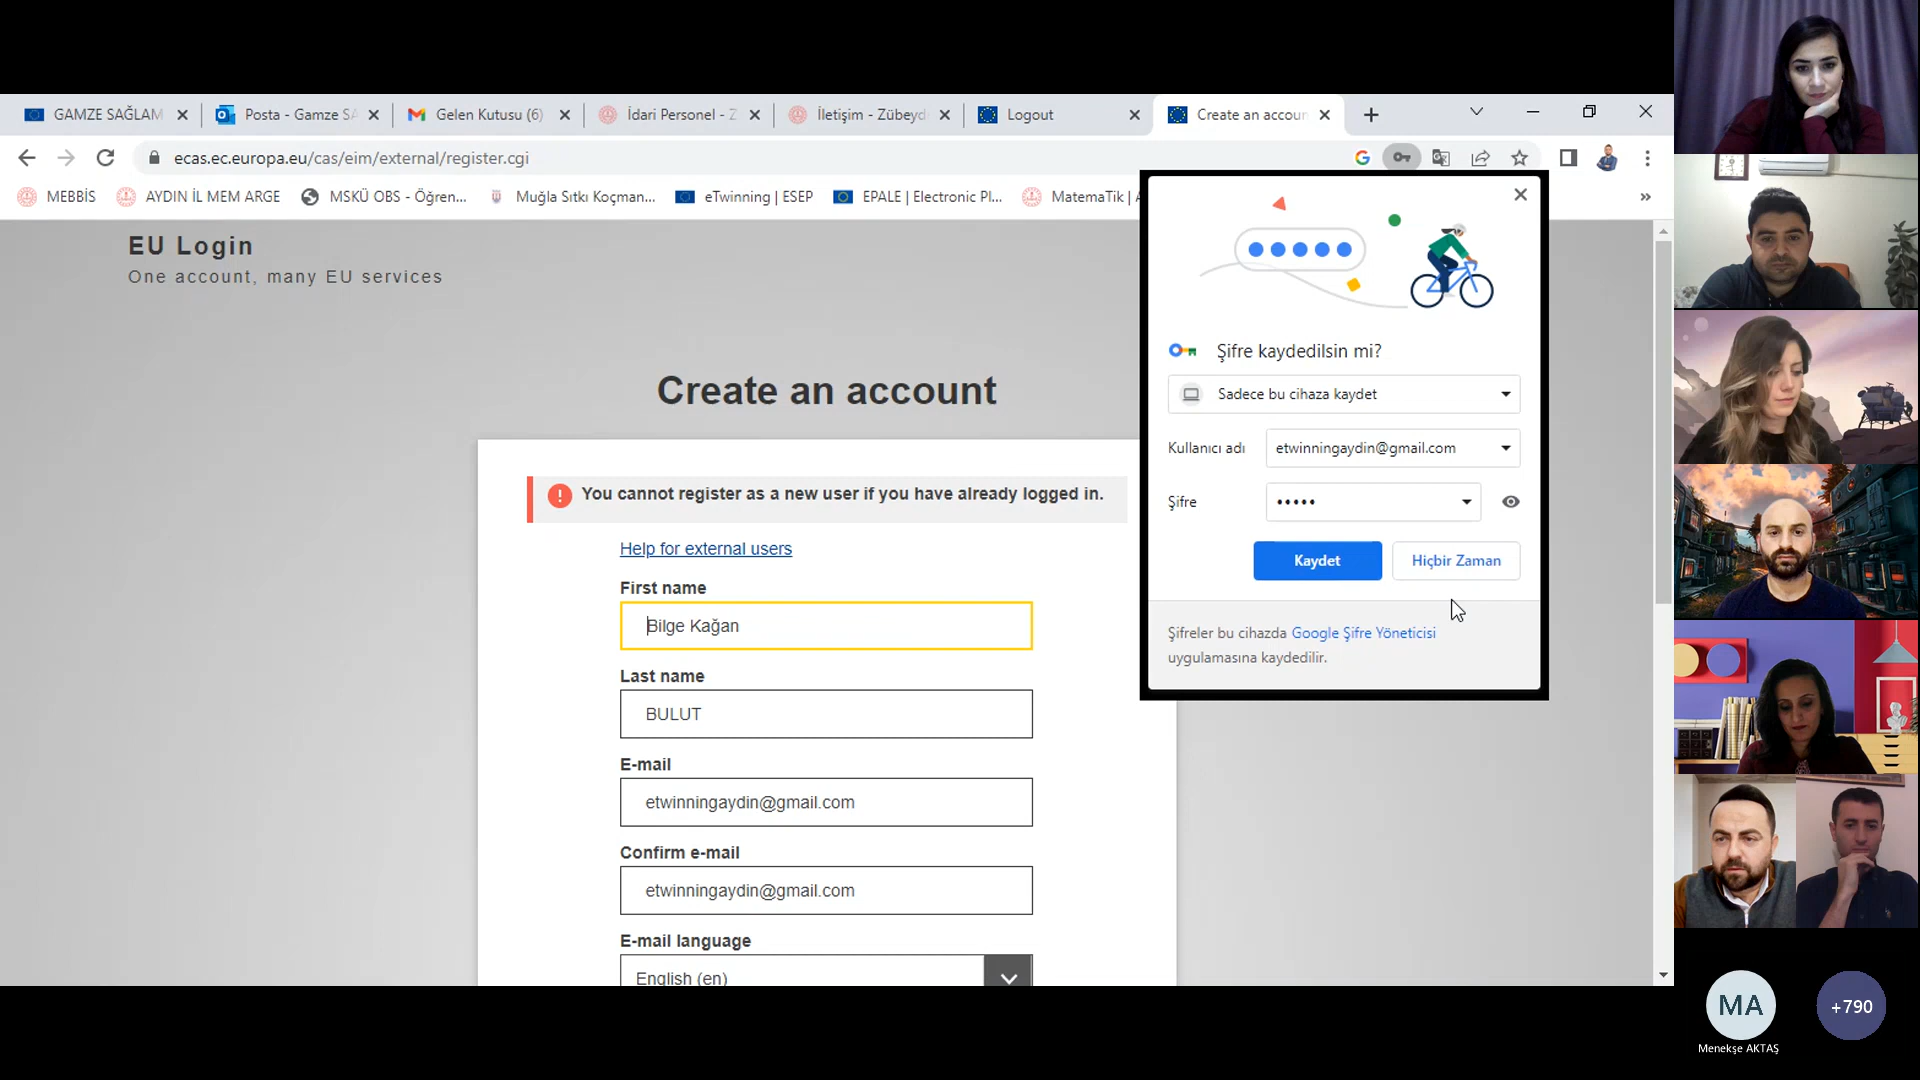 GAMZE SAĞLAM
Posta - Gamze SA
Gelen Kutusu (6)
İdari Personel - Z
İletişim - Zübeyd
Logout
Create an accoun
ecas.ec.europa.eu/cas/eim/external/register.cgi
MEBBİS
AYDIN İL MEM ARGE
MSKÜ OBS - Öğren...
Muğla Sıtkı Koçman...
eTwinning | ESEP
EPALE | Electronic Pl...
MatemaTik | A
»
EU Login
One account, many EU services
Create an account
You cannot register as a new user if you have already logged in.
Help for external users
First name
Bilge Kağan
Last name
BULUT
E-mail
etwinningaydin@gmail.com
Confirm e-mail
etwinningaydin@gmail.com
E-mail language
English (en)
Şifre kaydedilsin mi?
Sadece bu cihaza kaydet
Kullanıcı adı
etwinningaydin@gmail.com
Şifre
•••••
Kaydet
Hiçbir Zaman
Şifreler bu cihazda Google Şifre Yöneticisi
uygulamasına kaydedilir.
MA
Menekşe AKTAŞ
+790